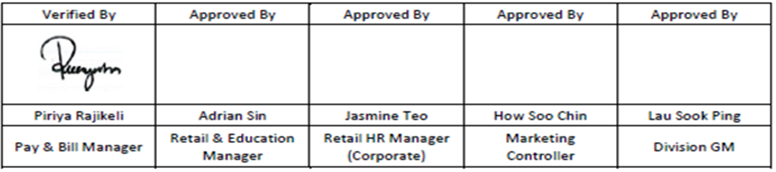 Verified By Approved By Approved By Approved By Approved By
Piriya Rajikeli Adrian Sin Jasmine Teo How Soo Chin Lau Sook Ping
Pay & Bill Manager Retail & Education Manager Retail HR Manager (Corporate) Marketing Controller Division GM